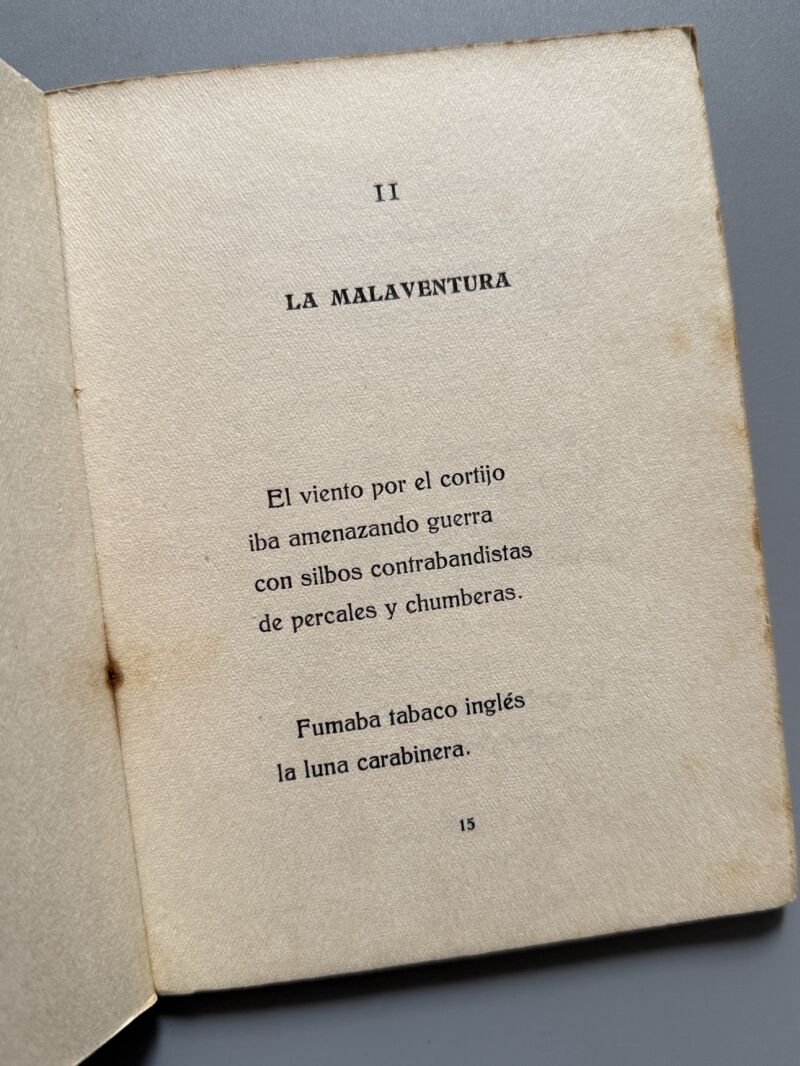 II
LA MALAVENTURA
El viento por el cortijo
iba amenazando guerra
con silbos contrabandistas
de percales y chumberas.
Fumaba tabaco inglés
la luna carabinera.
15